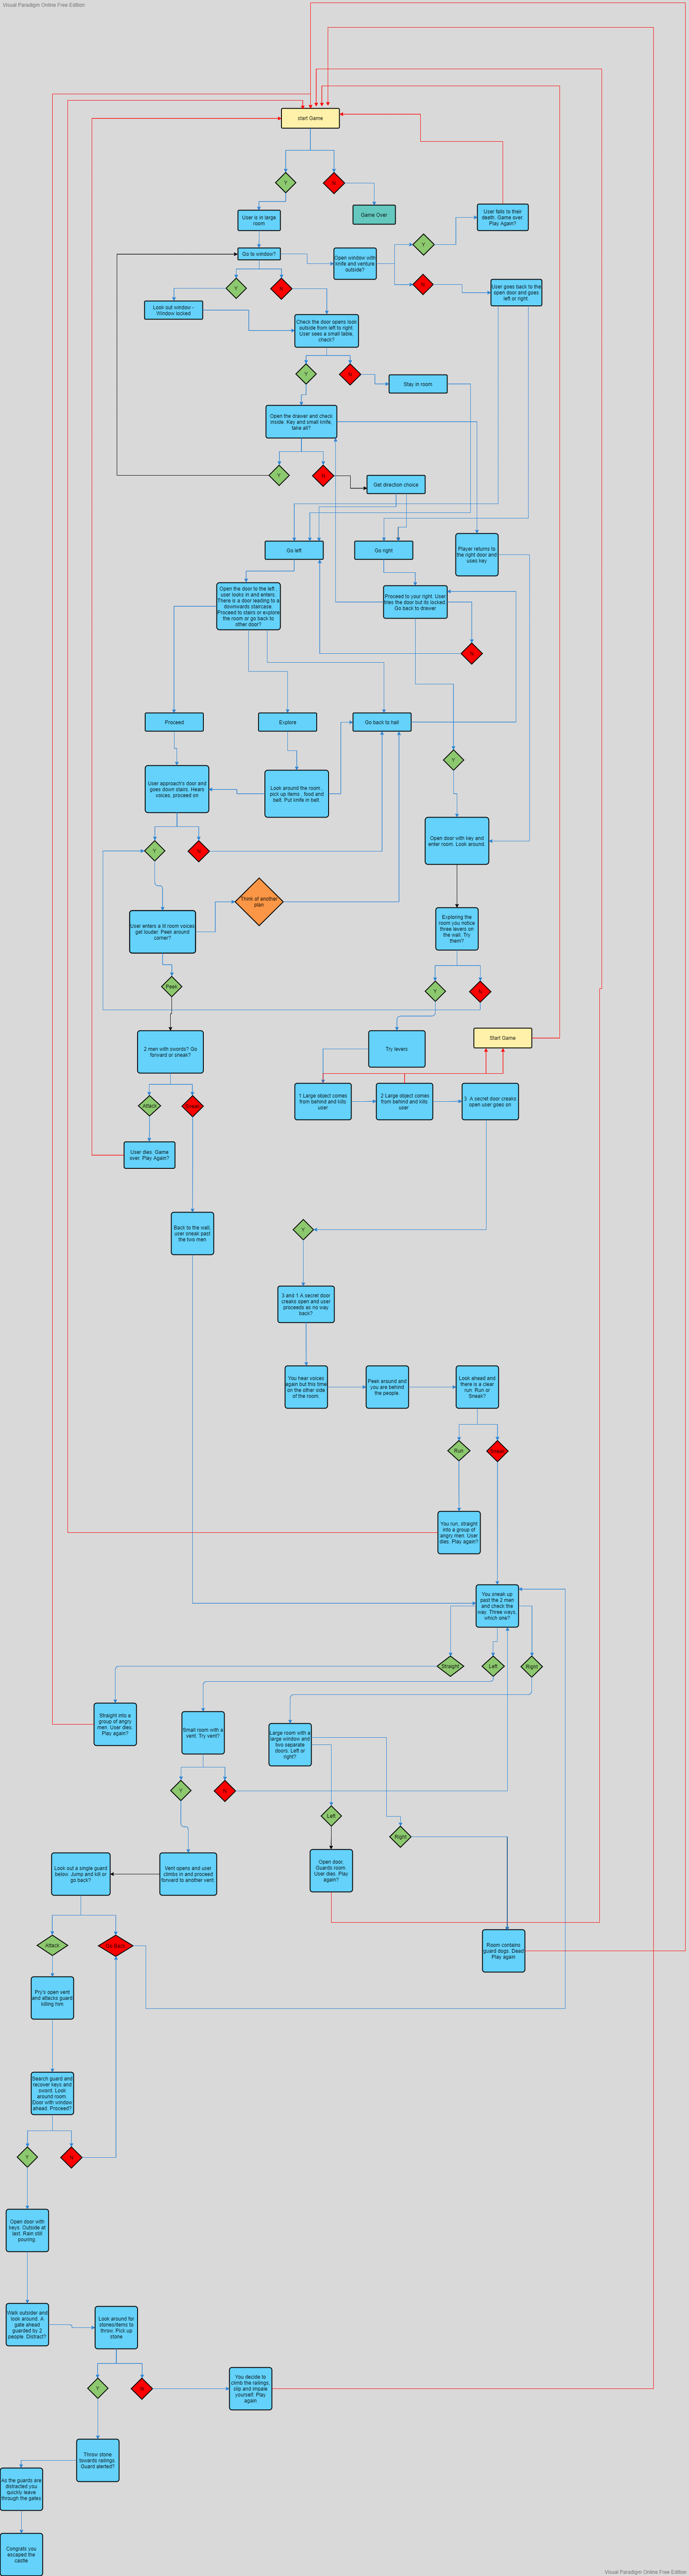 Visual Paradigm Online Free Edition
start Game
Y
N
Game Over
User is in large
room
User falls to their
death. Game over
Play Again?
Go to window?
Open window with
knife and venture
outside?
Y
N
User goes back to the
open door and goes
left or right.
Y
N
Look out window -
Window locked
Check the door opens look
outside from left to right.
User sees a small table,
check?
Y
N
Stay in room.
Open the drawer and check
inside. Key and small knife,
take all?
Y
N
Get direction choice
Go left
Go right
Player returns to
the right door and
uses key
Open the door to the left ,
user looks in and enters.
There is a door leading to a
downwards staircase.
Proceed to stairs or explore
the room or go back to
other door?
Proceed to your right. User
tries the door but its locked.
Go back to drawer
N
Proceed
Explore
Go back to hall
Y
User approach's door and
goes down stairs. Hears
voices, proceed on
Look around the room ,
pick up items , food and
belt. Put knife in belt.
Open door with key and
enter room. Look around.
Y
N
Think of another
plan
User enters a lit room voices
get louder. Peek around
corner?
Exploring the
room you notice
three levers on
the wall. Try
them?
Peek
Y
N
2 men with swords? Go
forward or sneak?
Try levers
Start Game
Attack
Sneak
1 Large object comes
from behind and kills
user
2 Large object comes
from behind and kills
user
3. A secret door creaks
open user goes on
User dies. Game
over. Play Again?
Back to the wall,
user sneak past
the two men
Y
3 and 1 A secret door
creaks open and user
proceeds as no way
back?
You hear voices
again but this time
on the other side
of the room.
Peek around and
you are behind
the people.
Look ahead and
there is a clear
run. Run or
Sneak?
Run
Sneak
You run, straight
into a group of
angry men. User
dies. Play again?
You sneak up
past the 2 men
and check the
way. Three ways,
which one?
Straight
Left
Right
Straight into a
group of angry
men. User dies.
Play again?
Small room with a
vent. Try vent?
Large room with a
large window and
two separate
doors. Left or
right?
Y
N
Left
Right
Look out a single guard
below. Jump and kill or
go back?
Vent opens and user
climbs in and proceed
forward to another vent.
Open door,
Guards room.
User dies. Play
again?
Room contains
guard dogs. Dead
Play again
Attack
Go Back
Pry's open vent
and attacks guard
killing him
Search guard and
recover keys and
sword. Look
around room.
Door with window
ahead. Proceed?
Y
N
Open door with
keys. Outside at
last. Rain still
pouring.
Walk outsider and
look around. A
gate ahead
guarded by 2
people. Distract?
Look around for
stones/items to
throw. Pick up
stone
Y
N
You decide to
climb the railings,
slip and impale
yourself. Play
again
Throw stone
towards railings.
Guard alerted?
As the guards are
distracted you
quickly leave
through the gates
Congrats you
escaped the
castle
Visual Paradigm Online Free Edition